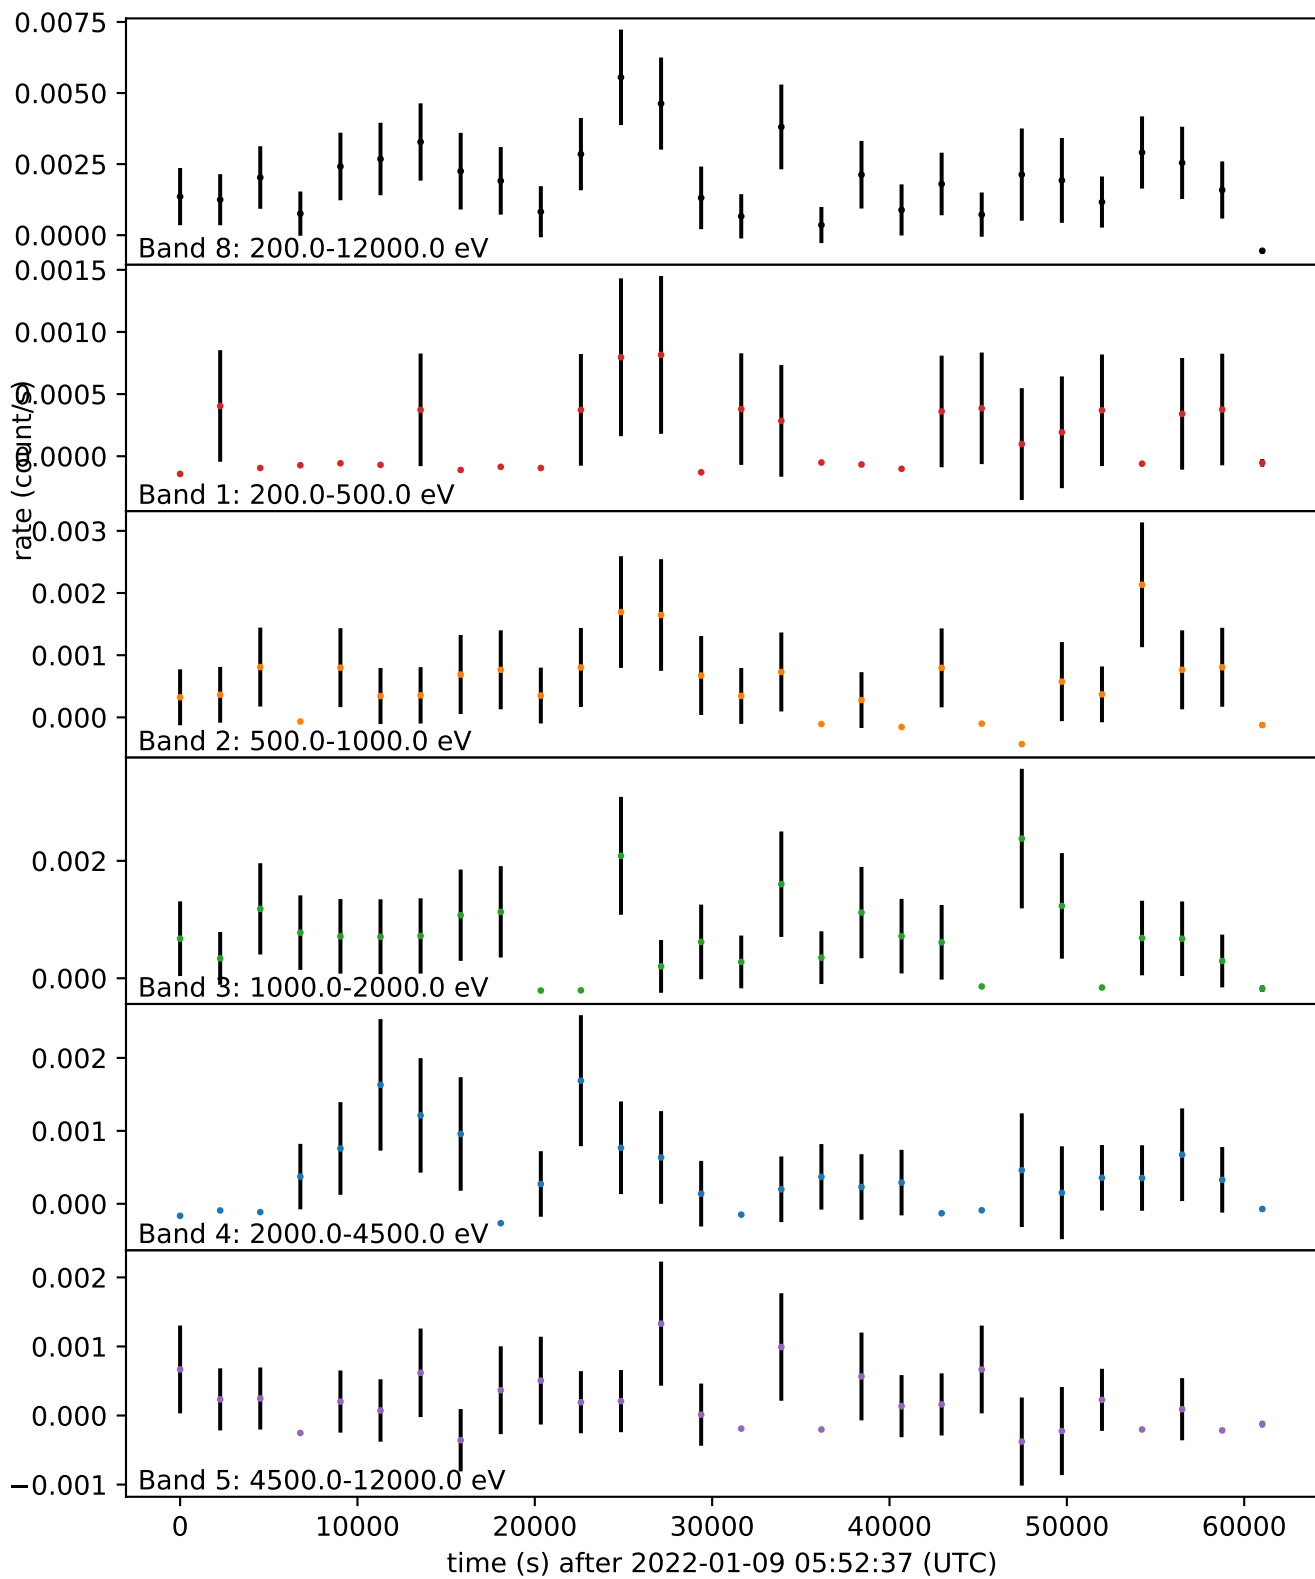 0.0075
0.0050
0.0025
0.0000
Band 8: 200.0-12000.0 eV
0.0015
0.0010
0.0005
0.0000
rate (count/s)
Band 1: 200.0-500.0 eV
0.003
0.002
0.001
0.000
Band 2: 500.0-1000.0 eV
0.002
0.000
Band 3: 1000.0-2000.0 eV
0.002
0.001
0.000
Band 4: 2000.0-4500.0 eV
0.002
0.001
0.000
−0.001
Band 5: 4500.0-12000.0 eV
0 10000 20000 30000 40000 50000 60000
time (s) after 2022-01-09 05:52:37 (UTC)